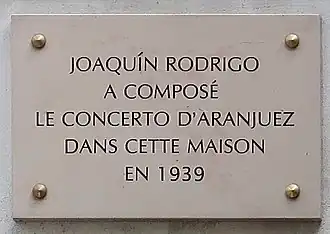 JOAQUÍN RODRIGO
A COMPOSÉ
LE CONCERTO D'ARANJUEZ
DANS CETTE MAISON
EN 1939